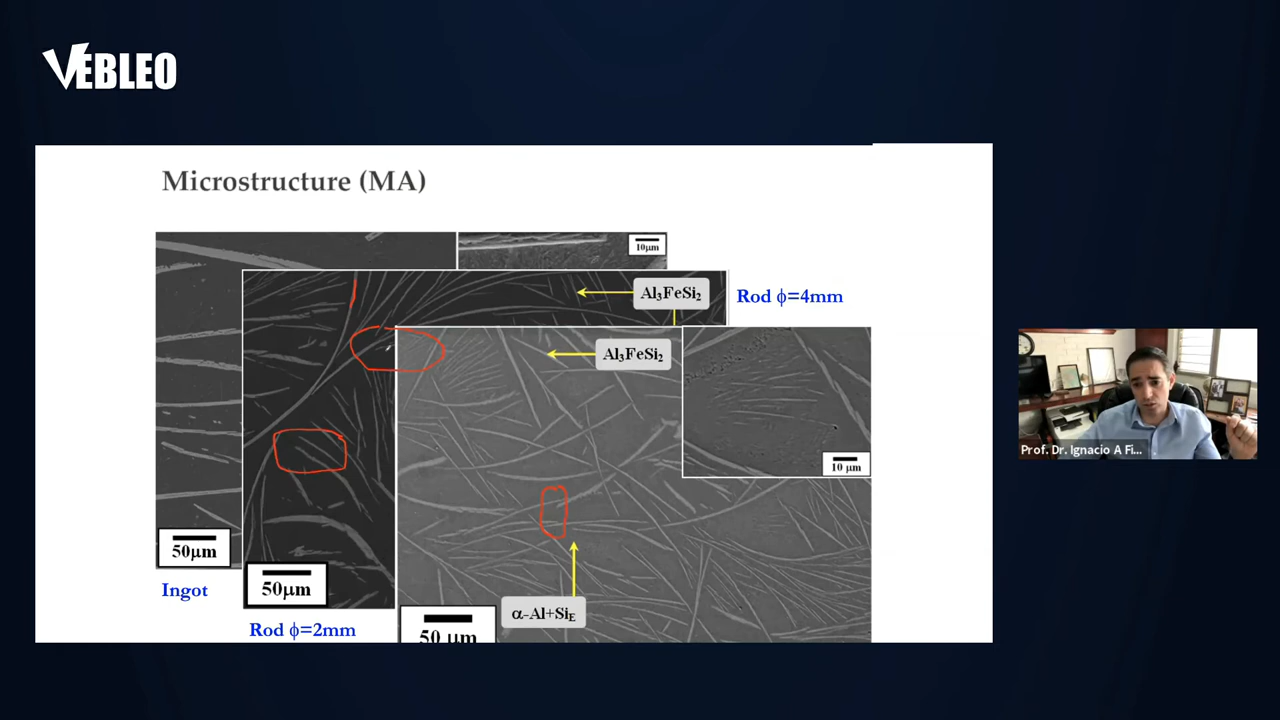 VEBLEO
Microstructure (MA)
10μm
Al₃FeSi₂
Rod ϕ=4mm
Al₃FeSi₂
10 μm
Prof. Dr. Ignacio A Fi...
50μm
50μm
Ingot
α-Al+Siᴇ
Rod ϕ=2mm
50 μm